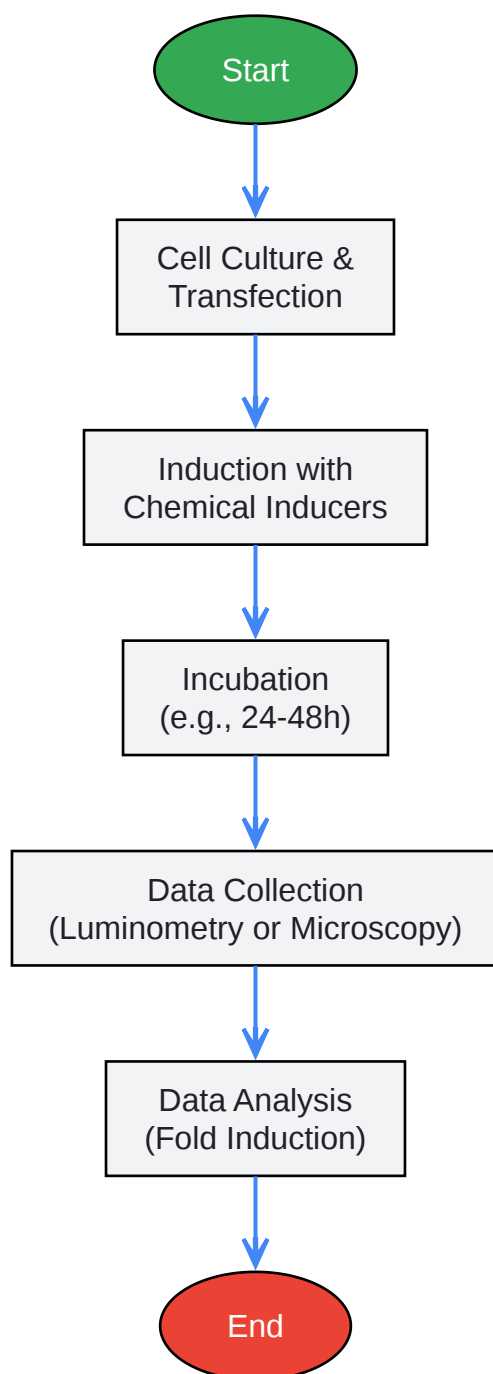 Start
Cell Culture &
Transfection
Induction with
Chemical Inducers
Incubation
(e.g., 24-48h)
Data Collection
(Luminometry or Microscopy)
Data Analysis
(Fold Induction)
End